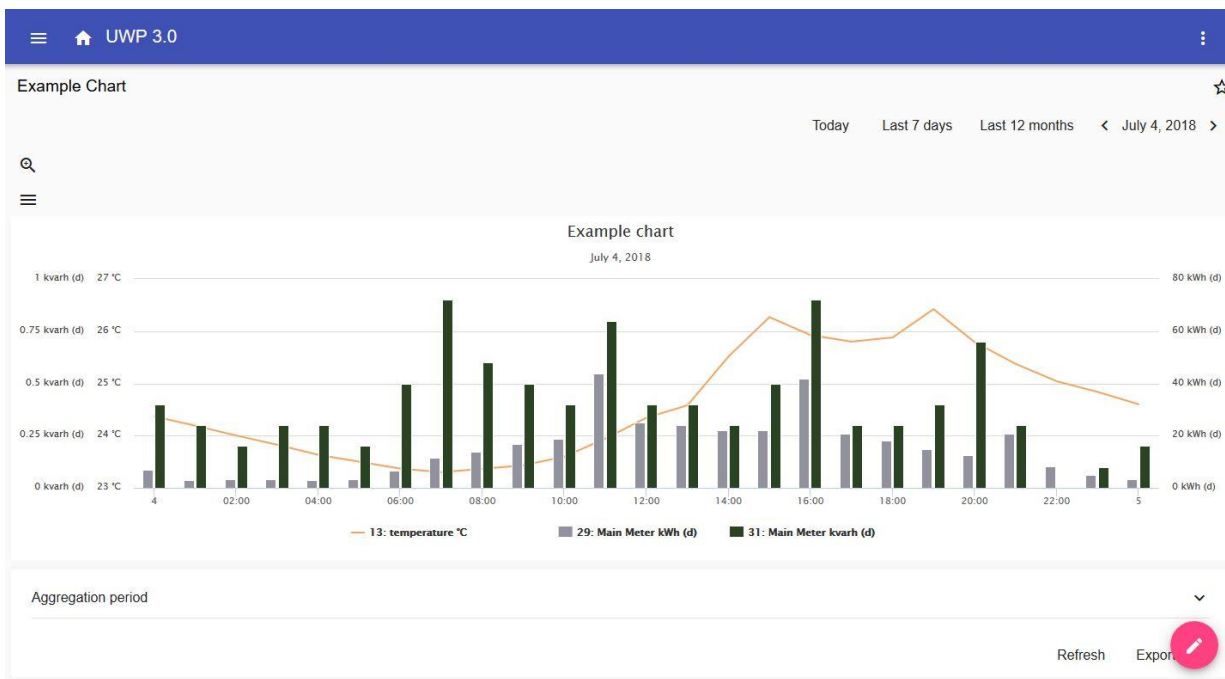 UWP 3.0
Example Chart
Today Last 7 days Last 12 months July 4, 2018
Example chart
July 4, 2018
1 kvarh (d) 27 °C 80 kWh (d)
0.75 kvarh (d) 26 °C 60 kWh (d)
0.5 kvarh (d) 25 °C 40 kWh (d)
0.25 kvarh (d) 24 °C 20 kWh (d)
0 kvarh (d) 23 °C 0 kWh (d)
4 02:00 04:00 06:00 08:00 10:00 12:00 14:00 16:00 18:00 20:00 22:00 5
13: temperature °C 29: Main Meter kWh (d) 31: Main Meter kvarh (d)
Aggregation period
Refresh Expor